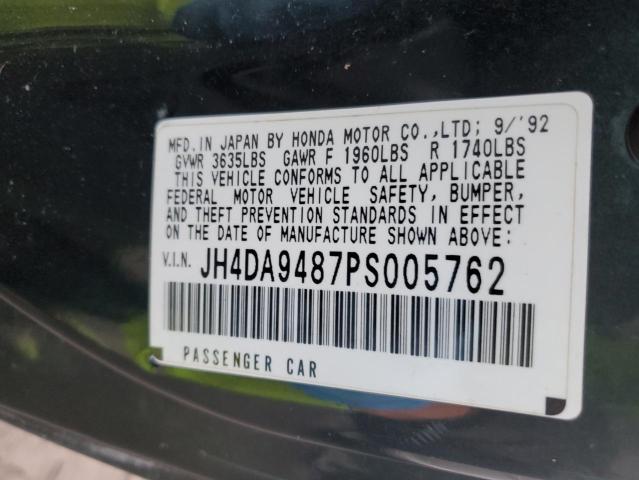 MFD. IN JAPAN BY HONDA MOTOR CO.,LTD; 9/'92
GVWR 3635LBS GAWR F 1960LBS R 1740LBS
THIS VEHICLE CONFORMS TO ALL APPLICABLE
FEDERAL MOTOR VEHICLE SAFETY, BUMPER,
AND THEFT PREVENTION STANDARDS IN EFFECT
ON THE DATE OF MANUFACTURE SHOWN ABOVE:
V.I.N. JH4DA9487PS005762
PASSENGER CAR